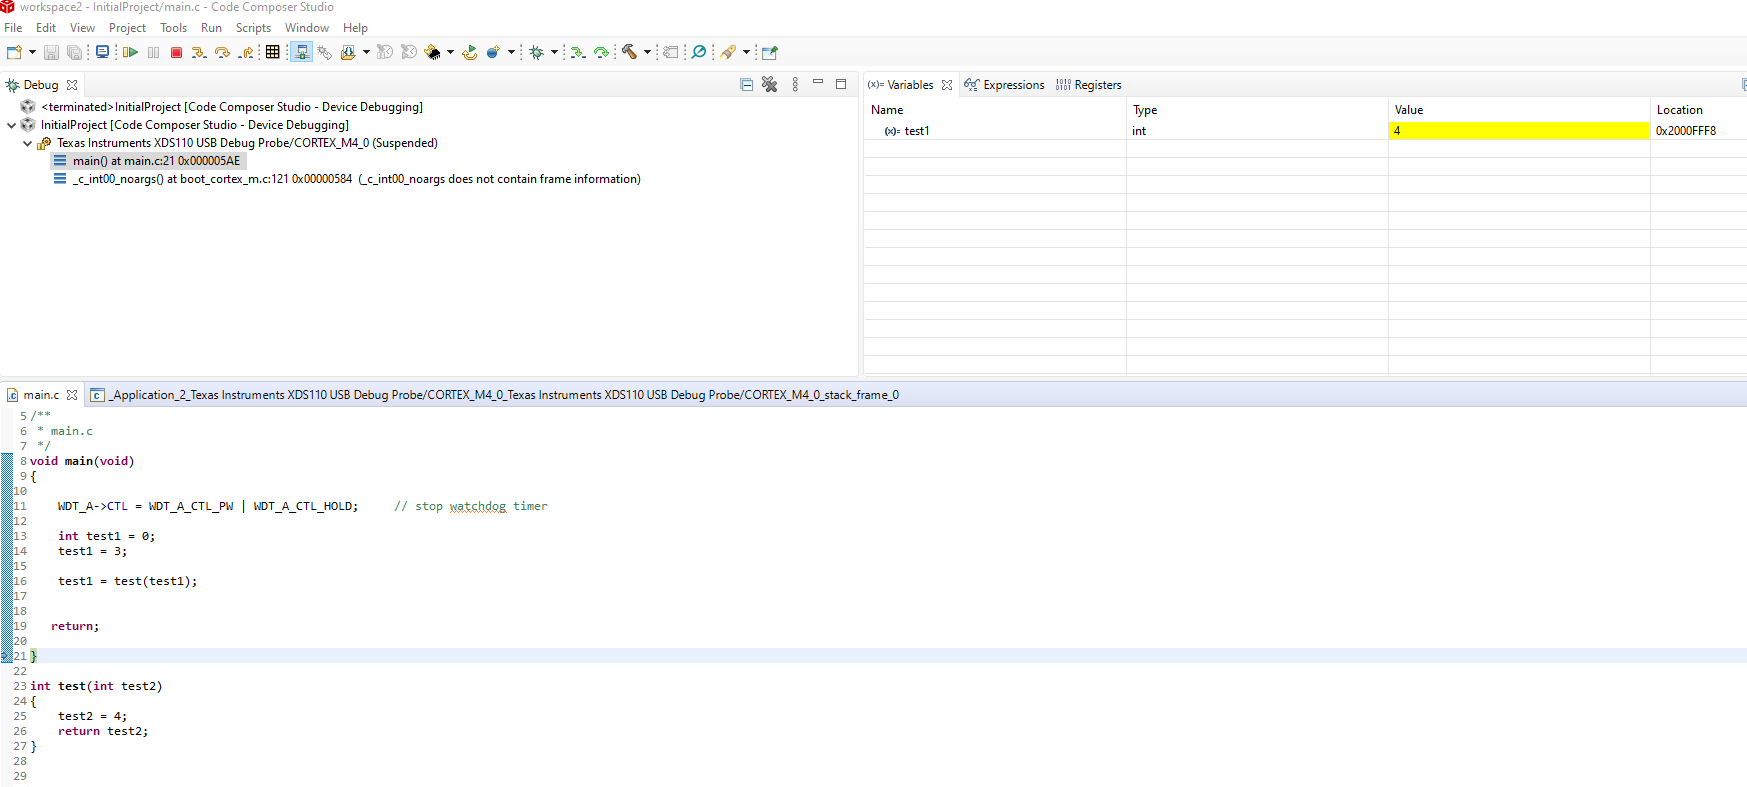 workspace2 - InitialProject/main.c - Code Composer Studio
File Edit View Project Tools Run Scripts Window Help
Debug
<terminated>InitialProject [Code Composer Studio - Device Debugging]
InitialProject [Code Composer Studio - Device Debugging]
Texas Instruments XDS110 USB Debug Probe/CORTEX_M4_0 (Suspended)
main() at main.c:21 0x000005AE
_c_int00_noargs() at boot_cortex_m.c:121 0x00000584 (_c_int00_noargs does not contain frame information)
(x)= Variables Expressions 1010 0101 Registers
Name Type Value Location
(x)= test1 int 4 0x2000FFF8
main.c _Application_2_Texas Instruments XDS110 USB Debug Probe/CORTEX_M4_0_Texas Instruments XDS110 USB Debug Probe/CORTEX_M4_0_stack_frame_0
5 /**
6 * main.c
7 */
8 void main(void)
9 {
10
11 WDT_A->CTL = WDT_A_CTL_PW | WDT_A_CTL_HOLD; // stop watchdog timer
12
13 int test1 = 0;
14 test1 = 3;
15
16 test1 = test(test1);
17
18
19 return;
20
21 }
22
23 int test(int test2)
24 {
25 test2 = 4;
26 return test2;
27 }
28
29